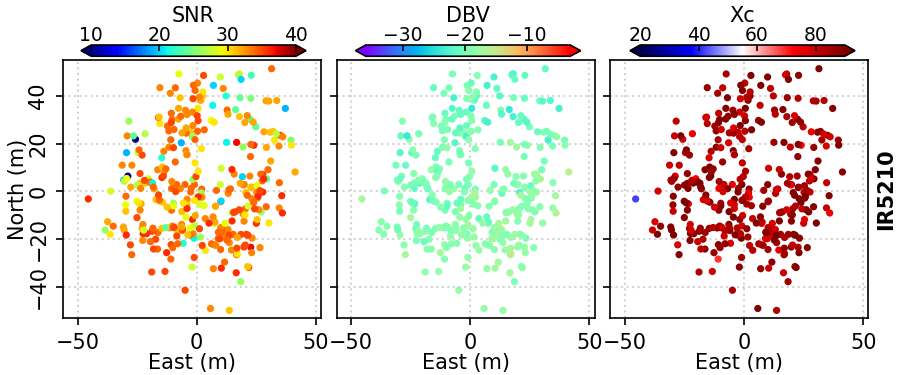 SNR DBV Xc
10 20 30 40 −30 −20 −10 20 40 60 80
North (m)
40
20
0
−20
−40
IR5210
−50 0 50 −50 0 50 −50 0 50
East (m) East (m) East (m)